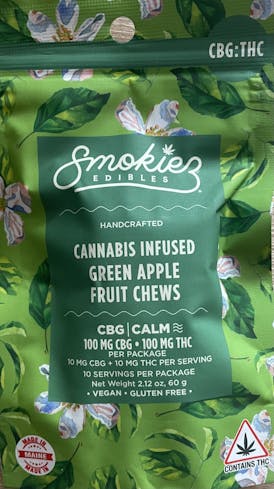 CBG:THC
Smokiez
EDIBLES
HANDCRAFTED
CANNABIS INFUSED
GREEN APPLE
FRUIT CHEWS
CBG | CALM
100 MG CBG • 100 MG THC
PER PACKAGE
10 MG CBG + 10 MG THC PER SERVING
10 SERVINGS PER PACKAGE
Net Weight 2.12 oz, 60 g
• VEGAN • GLUTEN FREE •
MADE IN
MAINE
MADE IN
CONTAINS THC